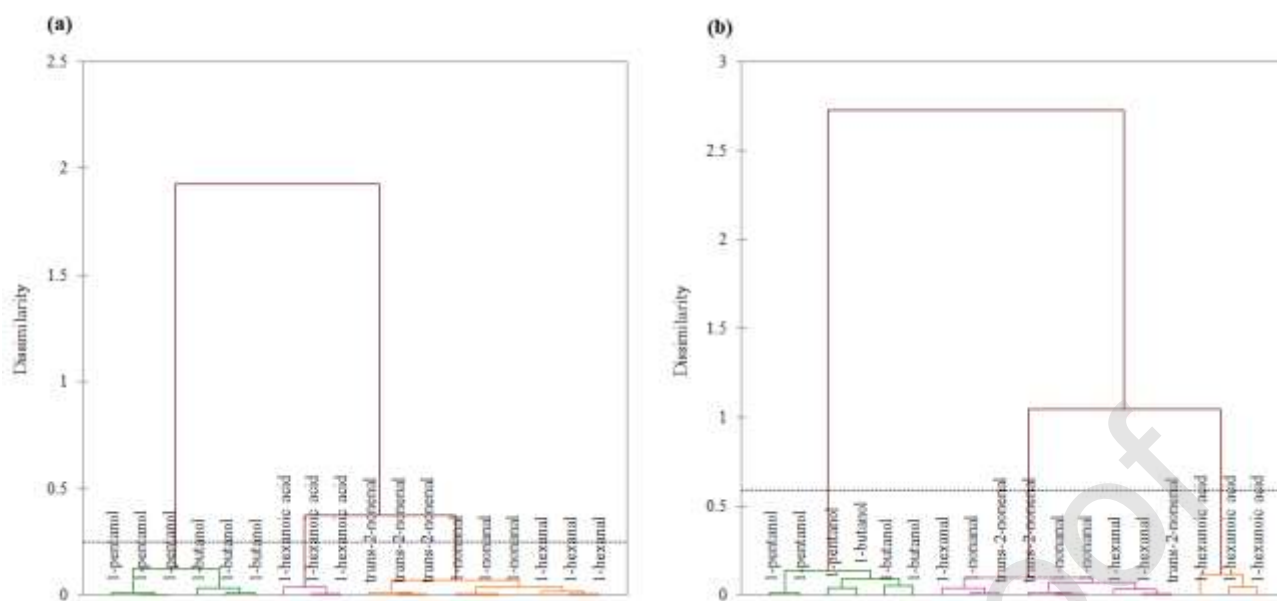 (a)
2.5
2
1.5
1
0.5
0
Dissimilarity
1-pentanol
1-pentanol
1-pentanol
1-butanol
1-butanol
1-butanol
1-hexanoic acid
1-hexanoic acid
1-hexanoic acid
trans-2-nonenal
trans-2-nonenal
trans-2-nonenal
1-nonanal
1-nonanal
1-nonanal
1-hexanal
1-hexanal
1-hexanal
(b)
3
2.5
2
1.5
1
0.5
0
Dissimilarity
1-pentanol
1-pentanol
1-pentanol
1-butanol
1-butanol
1-butanol
1-hexanal
1-nonanal
trans-2-nonenal
trans-2-nonenal
1-nonanal
1-nonanal
1-hexanal
1-hexanal
trans-2-nonenal
1-hexanoic acid
1-hexanoic acid
1-hexanoic acid